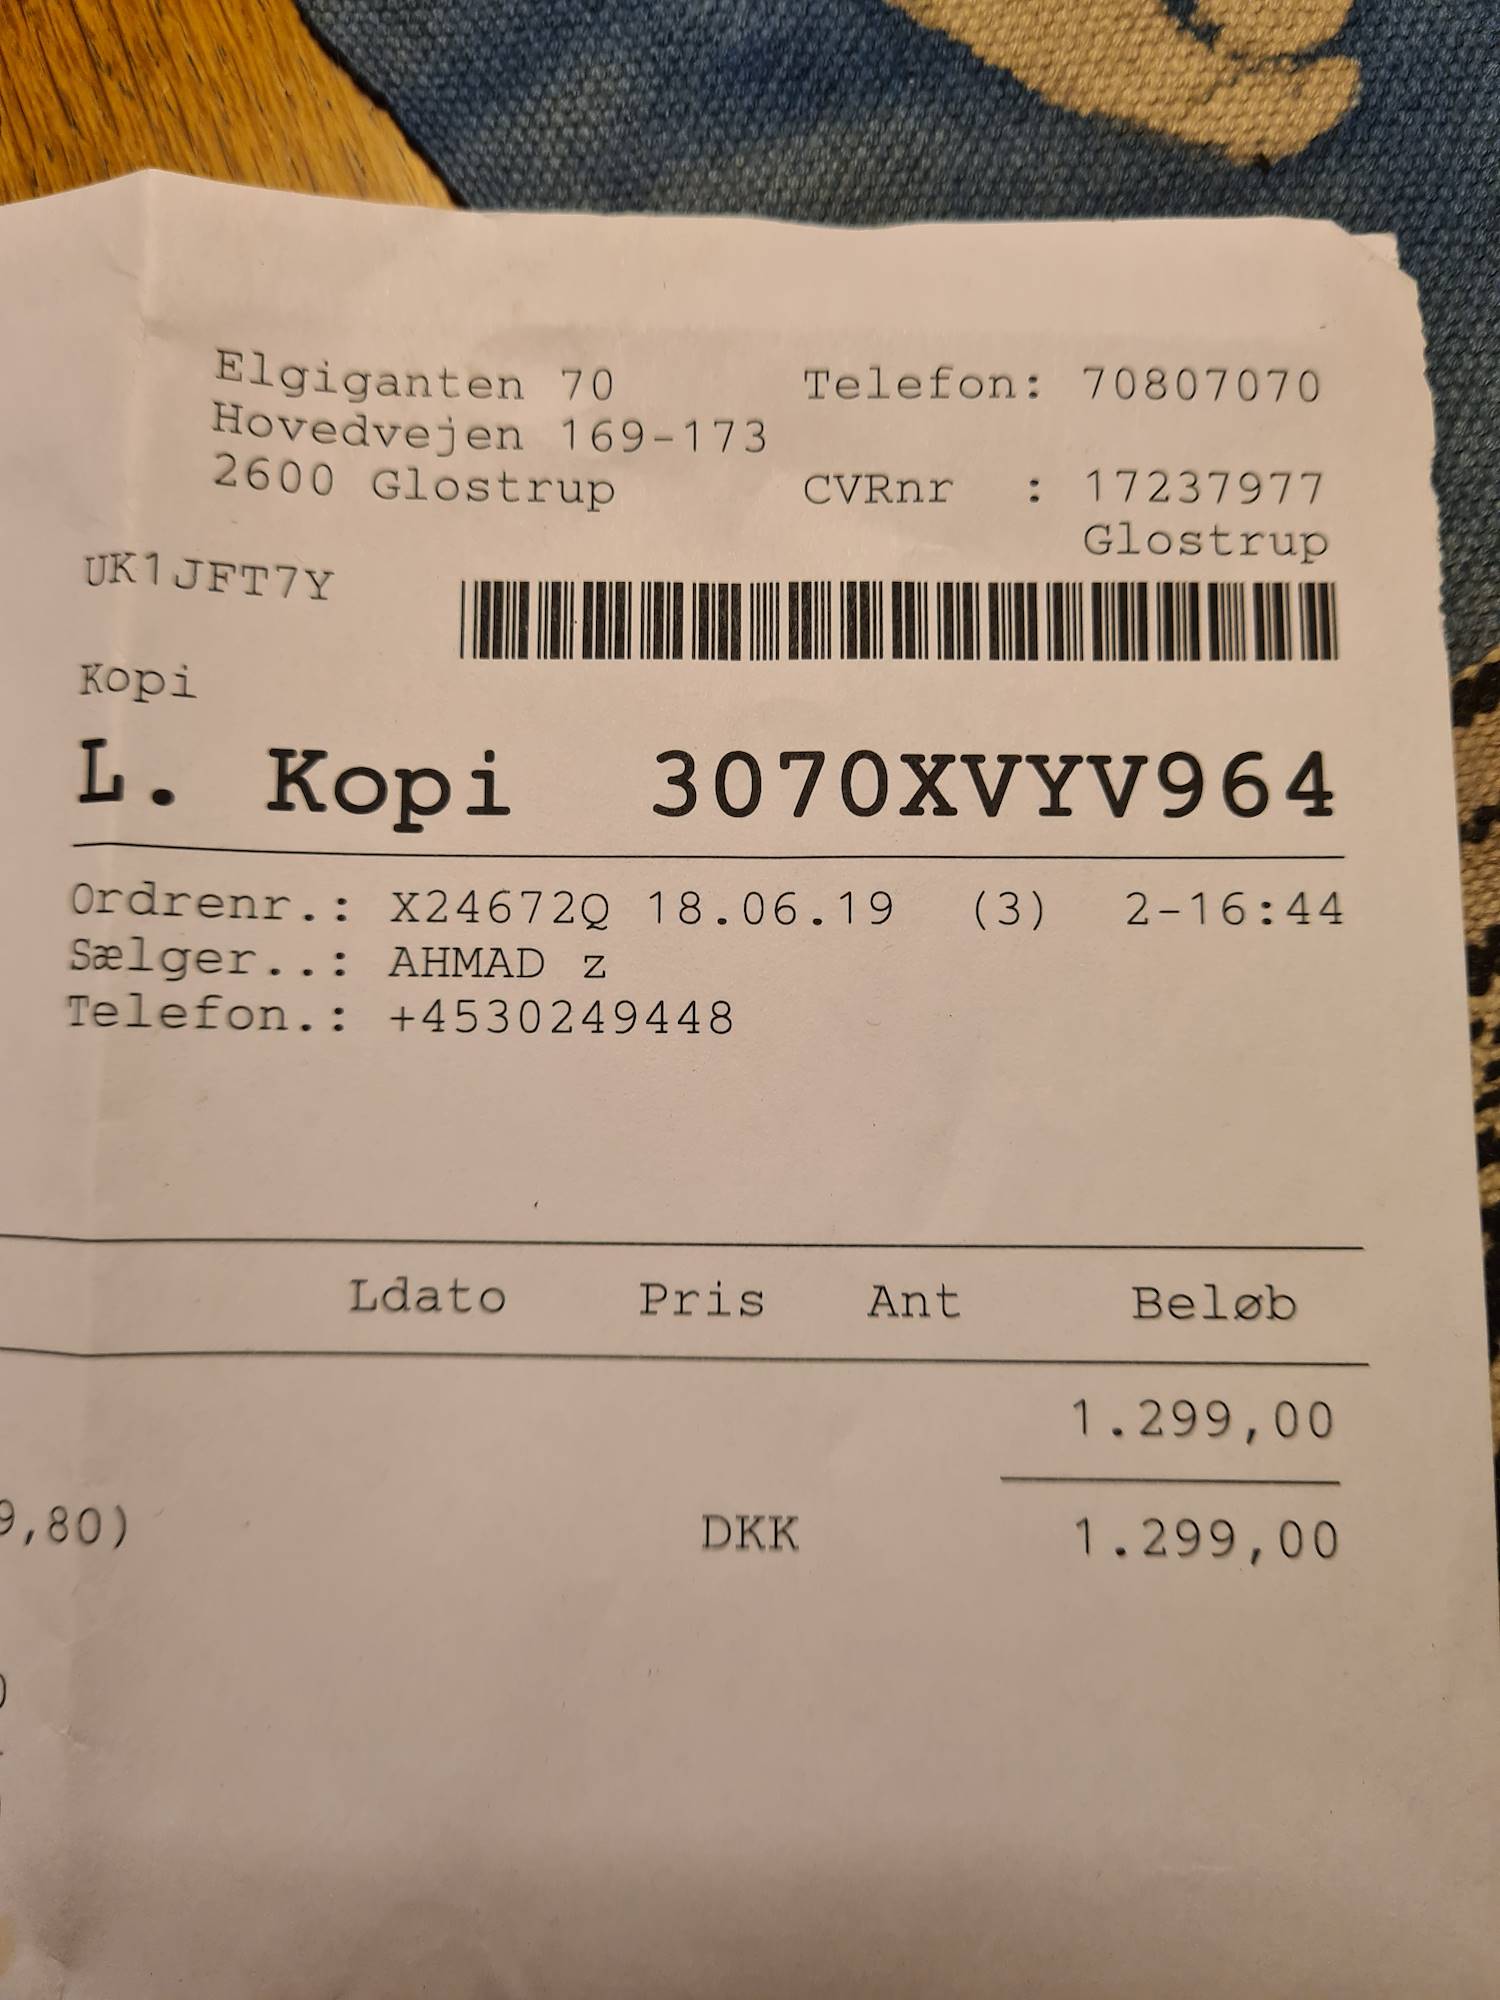 Elgiganten 70 Telefon: 70807070
Hovedvejen 169-173
2600 Glostrup CVRnr : 17237977
Glostrup
UK1JFT7Y
Kopi
L. Kopi 3070XVYV964
Ordrenr.: X24672Q 18.06.19 (3) 2-16:44
Sælger..: AHMAD z
Telefon.: +4530249448
Ldato Pris Ant Beløb
1.299,00
9,80) DKK 1.299,00